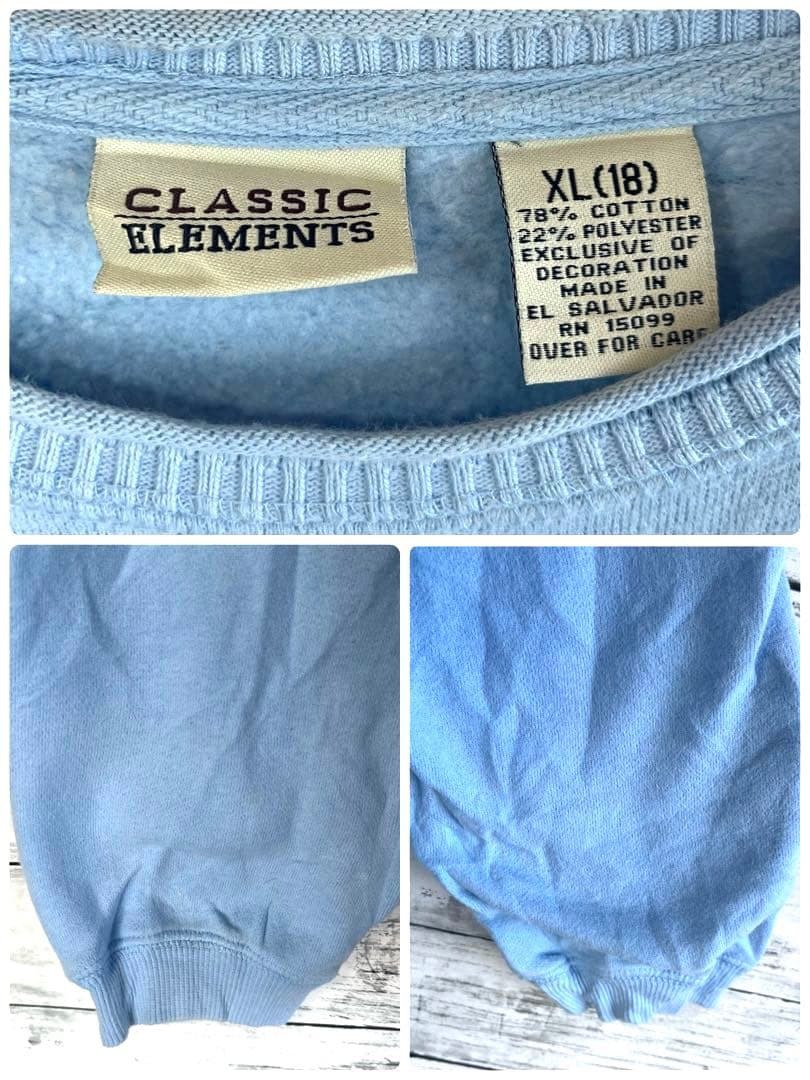 CLASSIC
ELEMENTS
XL(18)
78% COTTON
22% POLYESTER
EXCLUSIVE OF
DECORATION
MADE IN
EL SALVADOR
RN 15099
OVER FOR CARE